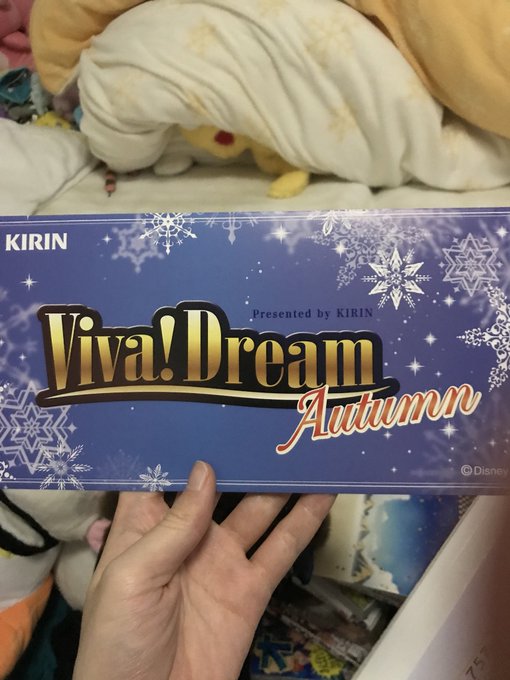 KIRIN
Presented by KIRIN
Viva! Dream
Autumn
©Disney